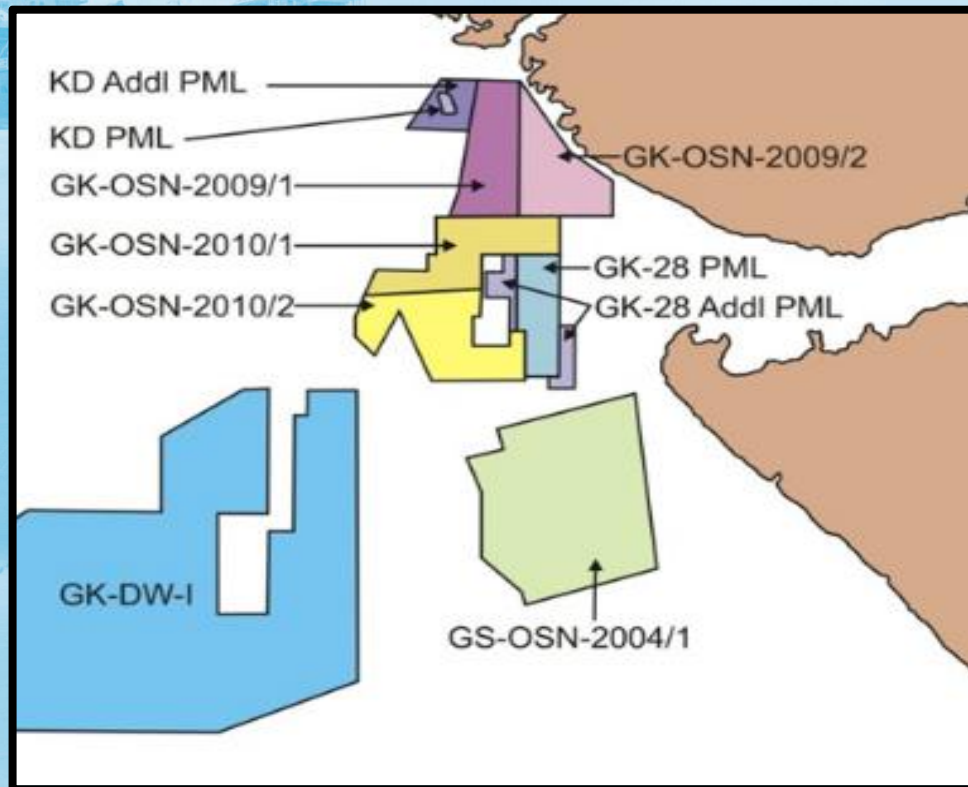 KD Addl PML
KD PML
GK-OSN-2009/2
GK-OSN-2009/1
GK-OSN-2010/1
GK-28 PML
GK-OSN-2010/2
GK-28 Addl PML
GK-DW-I
GS-OSN-2004/1